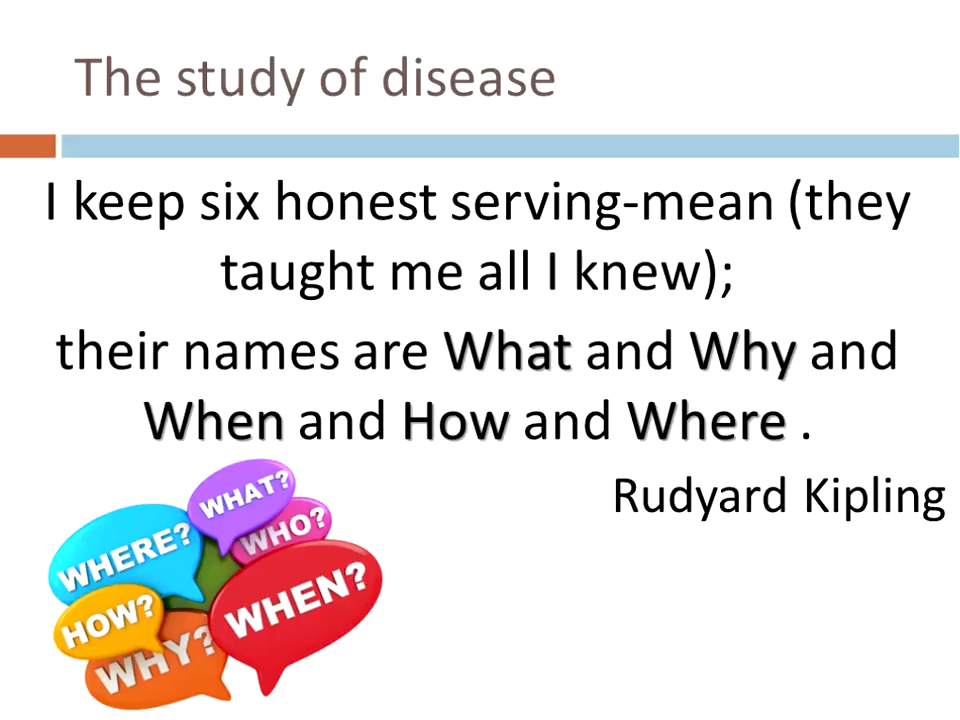 The study of disease
I keep six honest serving-mean (they
taught me all I knew);
their names are What and Why and
When and How and Where .
Rudyard Kipling
WHAT?
WHERE?
WHO?
WHEN?
HOW?
WHY?